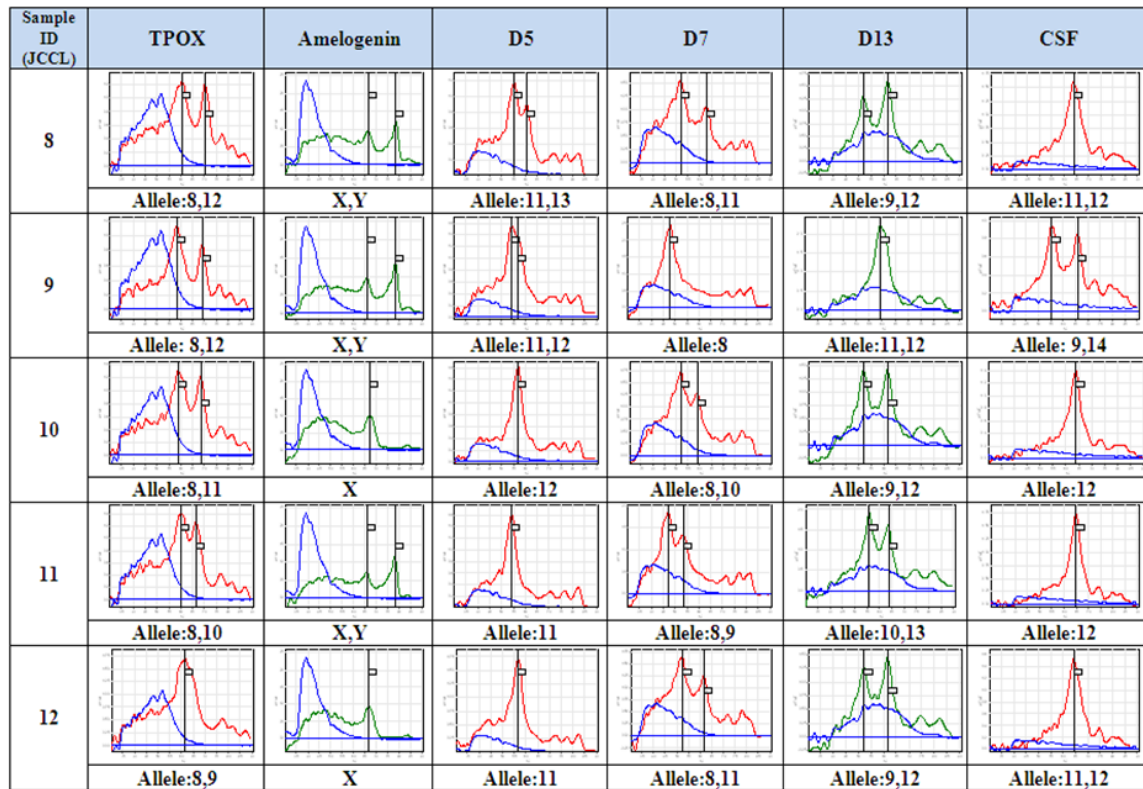 Sample ID (JCCL) TPOX Amelogenin D5 D7 D13 CSF
8
Allele:8,12 X,Y Allele:11,13 Allele:8,11 Allele:9,12 Allele:11,12
9
Allele: 8,12 X,Y Allele:11,12 Allele:8 Allele:11,12 Allele: 9,14
10
Allele:8,11 X Allele:12 Allele:8,10 Allele:9,12 Allele:12
11
Allele:8,10 X,Y Allele:11 Allele:8,9 Allele:10,13 Allele:12
12
Allele:8,9 X Allele:11 Allele:8,11 Allele:9,12 Allele:11,12